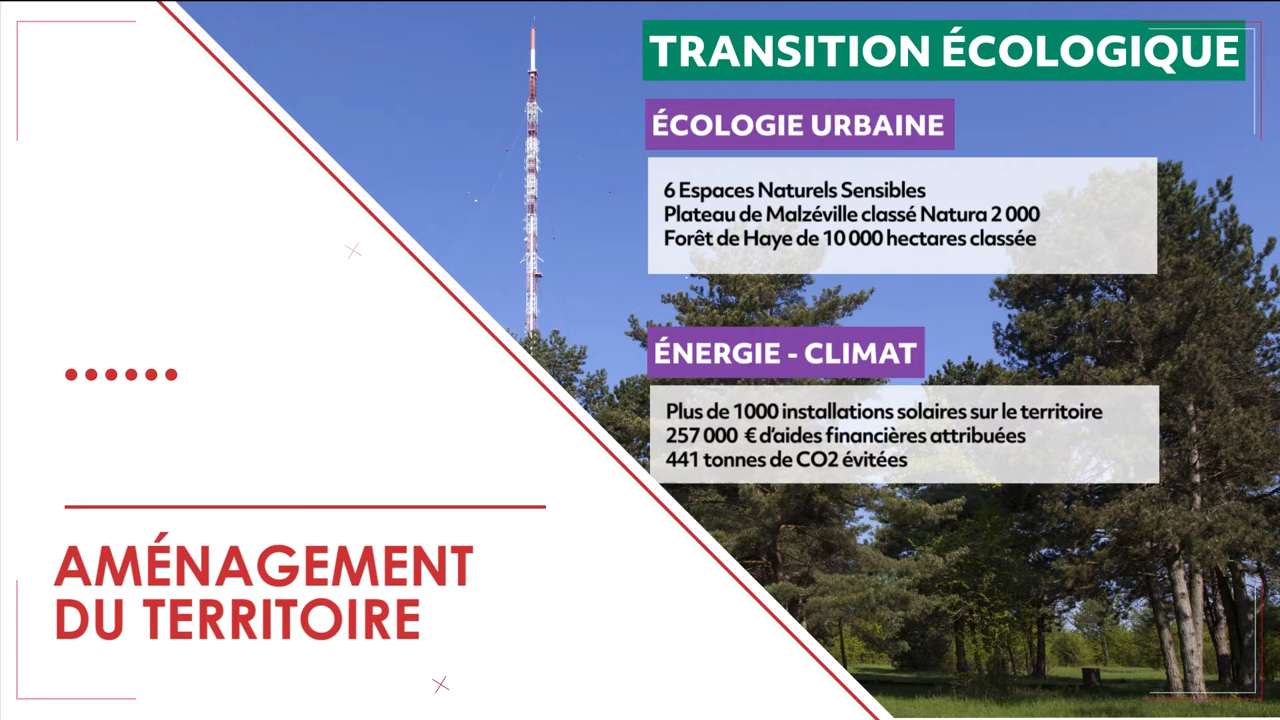 TRANSITION ÉCOLOGIQUE
ÉCOLOGIE URBAINE
6 Espaces Naturels Sensibles
Plateau de Malzéville classé Natura 2 000
Forêt de Haye de 10 000 hectares classée
ÉNERGIE - CLIMAT
Plus de 1000 installations solaires sur le territoire
257 000 € d'aides financières attribuées
441 tonnes de CO2 évitées
AMÉNAGEMENT
DU TERRITOIRE